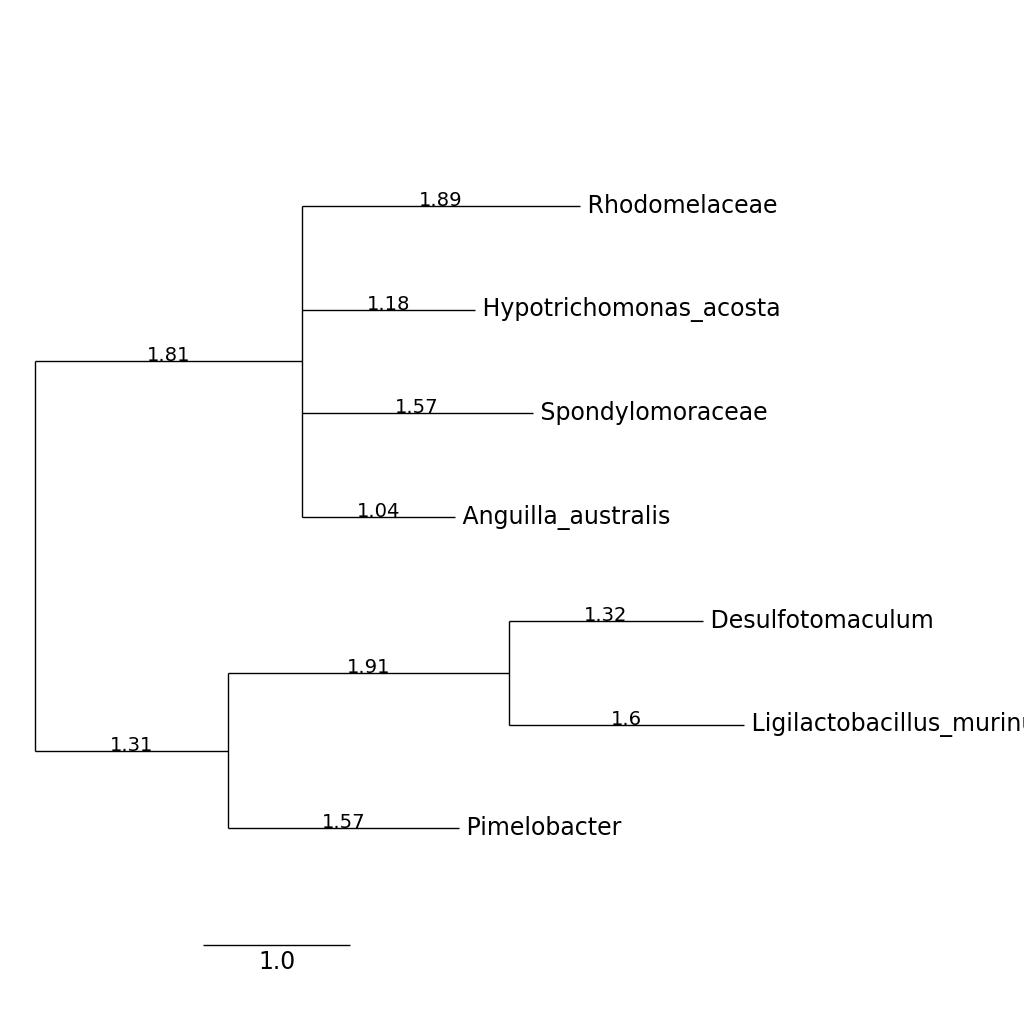 1.89 Rhodomelaceae
1.18 Hypotrichomonas_acosta
1.81
1.57 Spondylomoraceae
1.04 Anguilla_australis
1.32 Desulfotomaculum
1.91
1.6
1.31
1.57 Pimelobacter
1.0